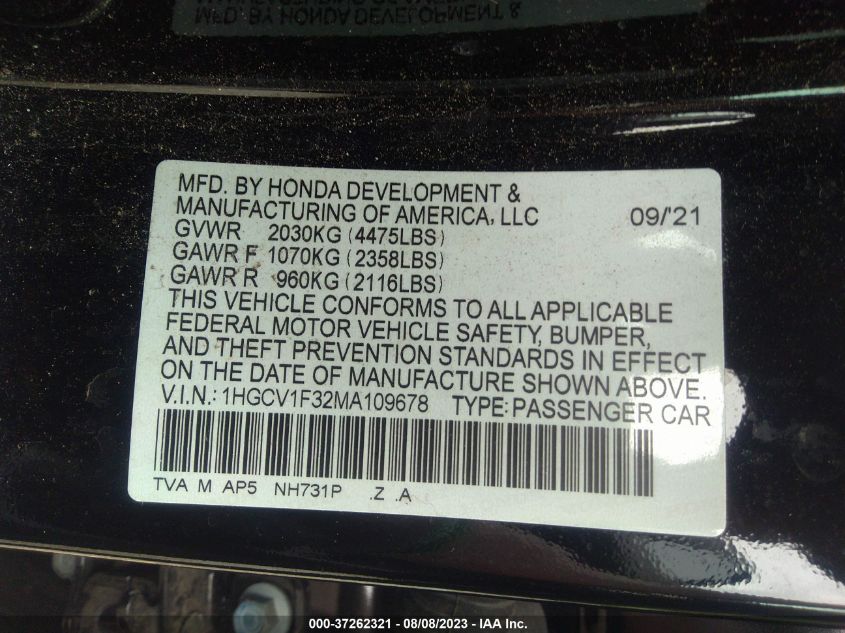 MFD. BY HONDA DEVELOPMENT &
MANUFACTURING OF AMERICA, LLC 09/'21
GVWR 2030KG (4475LBS)
GAWR F 1070KG (2358LBS)
GAWR R 960KG (2116LBS)
THIS VEHICLE CONFORMS TO ALL APPLICABLE
FEDERAL MOTOR VEHICLE SAFETY, BUMPER,
AND THEFT PREVENTION STANDARDS IN EFFECT
ON THE DATE OF MANUFACTURE SHOWN ABOVE.
V.I.N.: 1HGCV1F32MA109678 TYPE: PASSENGER CAR
TVA M AP5 NH731P .Z .A
000-37262321 - 08/08/2023 - IAA Inc.